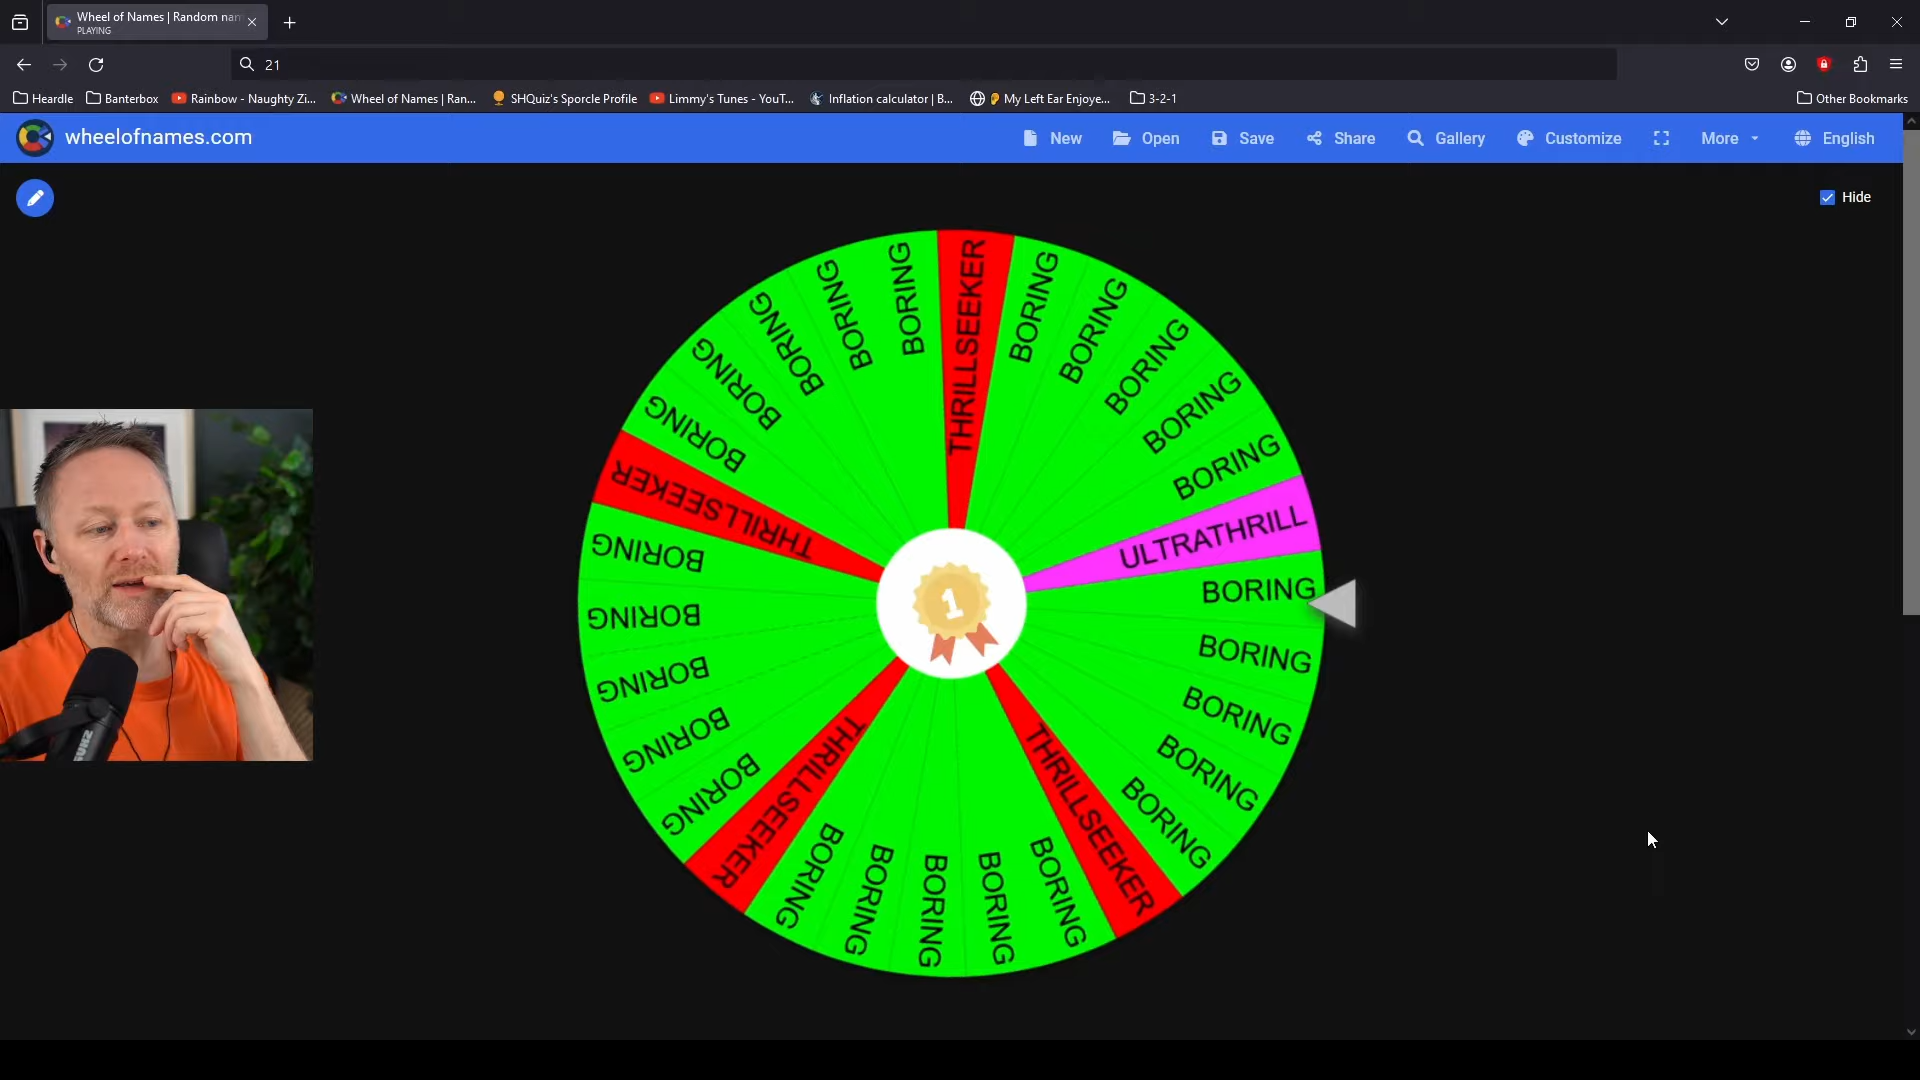 Wheel of Names | Random nam
PLAYING
21
Heardle
Banterbox
Rainbow - Naughty Zi...
Wheel of Names | Ran...
SHQuiz's Sporcle Profile
Limmy's Tunes - YouT...
Inflation calculator | B...
My Left Ear Enjoye...
3-2-1
Other Bookmarks
wheelofnames.com
New
Open
Save
Share
Gallery
Customize
More
English
Hide
THRILLSEEKER
BORING
BORING
BORING
BORING
BORING
ULTRATHRILL
BORING
BORING
BORING
BORING
BORING
THRILLSEEKER
BORING
BORING
BORING
BORING
BORING
THRILLSEEKER
BORING
BORING
BORING
BORING
BORING
THRILLSEEKER
BORING
BORING
BORING
BORING
BORING
1